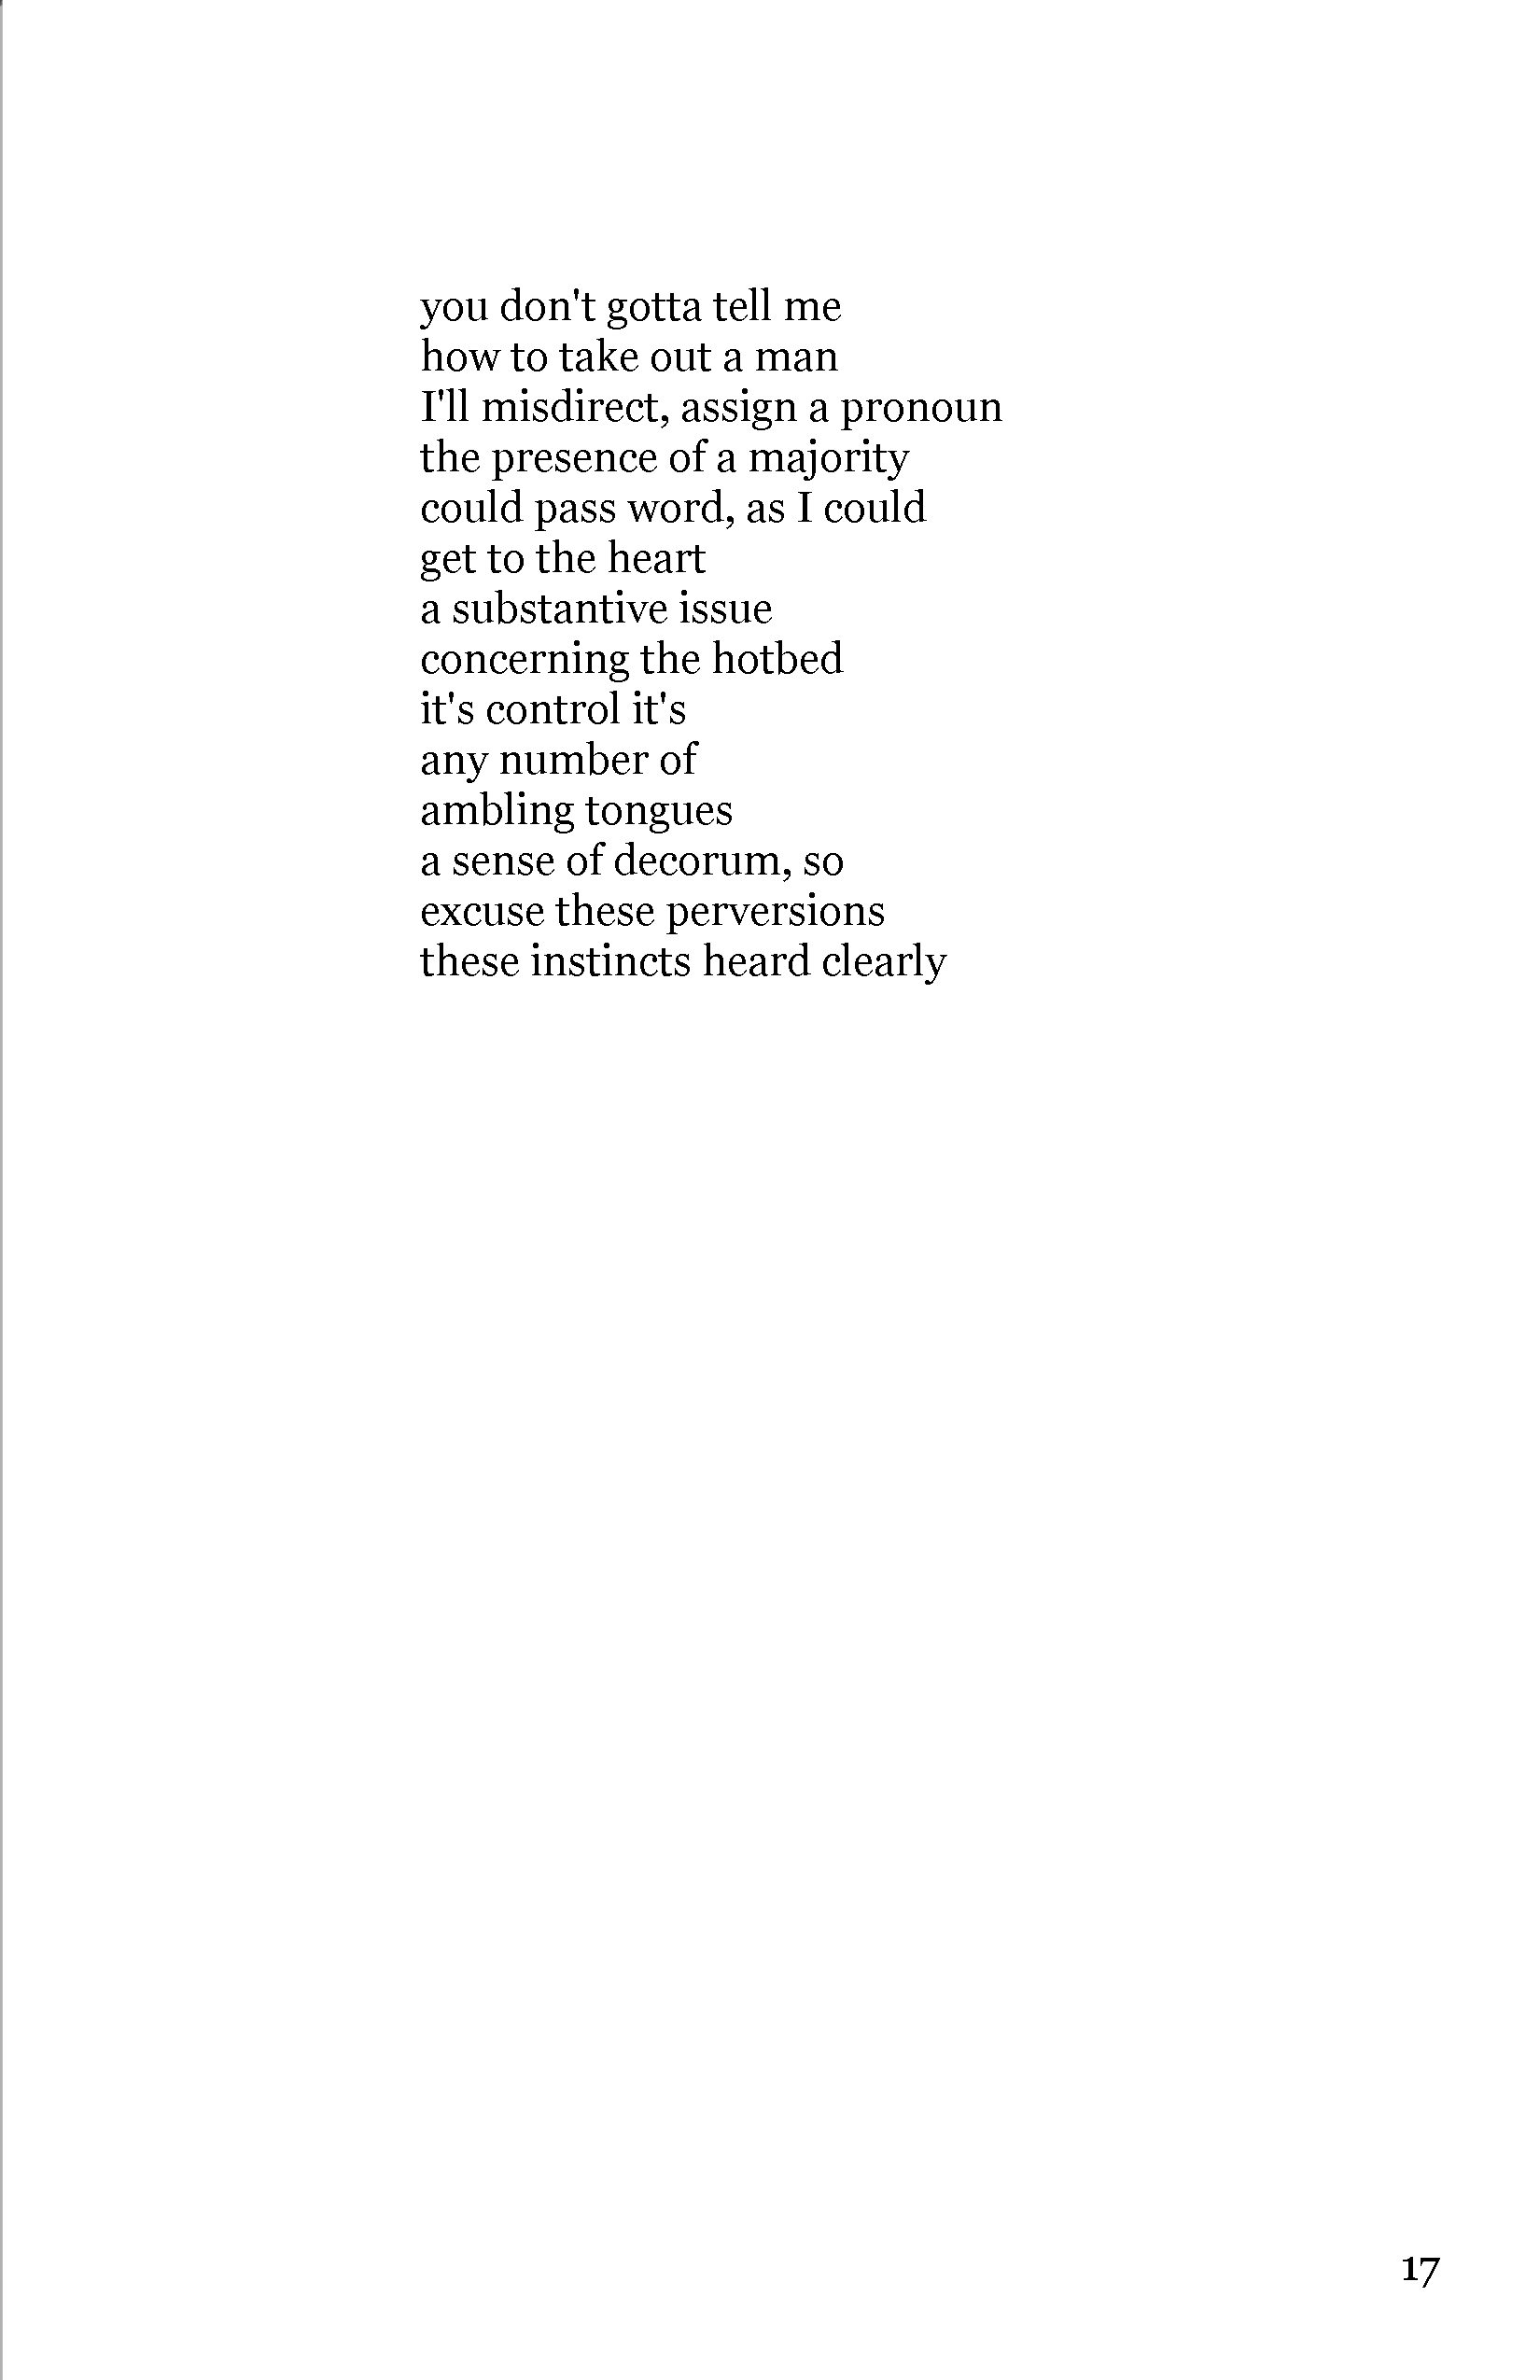 you don't gotta tell me
how to take out a man
I'll misdirect, assign a pronoun
the presence of a majority
could pass word, as I could
get to the heart
a substantive issue
concerning the hotbed
it's control it's
any number of
ambling tongues
a sense of decorum, so
excuse these perversions
these instincts heard clearly
17